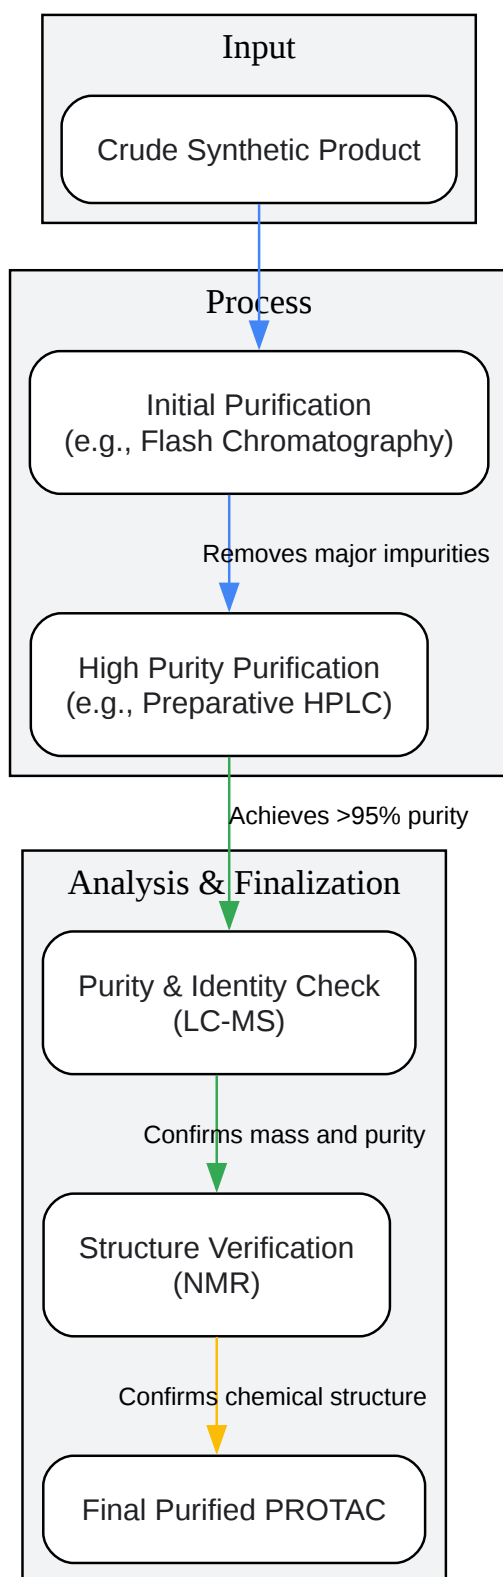 Input
Crude Synthetic Product
Process
Initial Purification
(e.g., Flash Chromatography)
Removes major impurities
High Purity Purification
(e.g., Preparative HPLC)
Achieves >95% purity
Analysis & Finalization
Purity & Identity Check
(LC-MS)
Confirms mass and purity
Structure Verification
(NMR)
Confirms chemical structure
Final Purified PROTAC